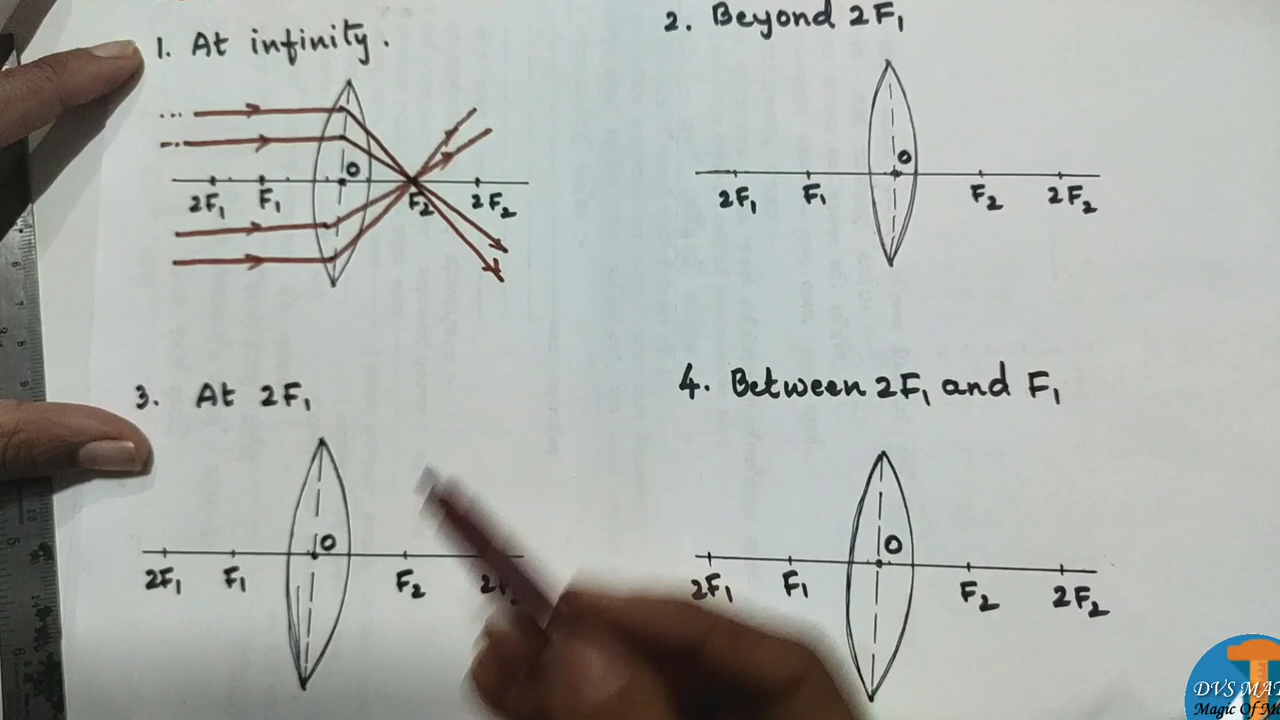 1. At infinity.
O
2F₁ F₁ F₂ 2F₂
2. Beyond 2F₁
O
2F₁ F₁ F₂ 2F₂
3. At 2F₁
O
2F₁ F₁ F₂
4. Between 2F₁ and F₁
O
2F₁ F₁ F₂ 2F₂
DVS
Magic Of